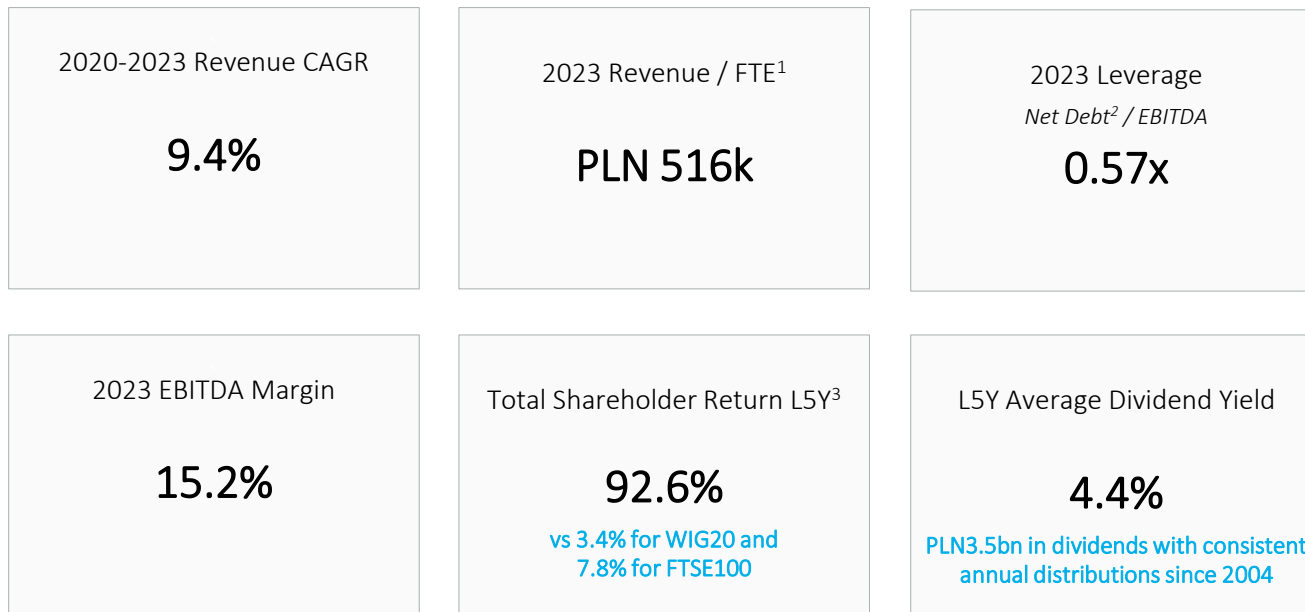 2020-2023 Revenue CAGR
9.4%
2023 Revenue / FTE¹
PLN 516k
2023 Leverage
Net Debt² / EBITDA
0.57x
2023 EBITDA Margin
15.2%
Total Shareholder Return L5Y³
92.6%
vs 3.4% for WIG20 and
7.8% for FTSE100
L5Y Average Dividend Yield
4.4%
PLN3.5bn in dividends with consistent
annual distributions since 2004